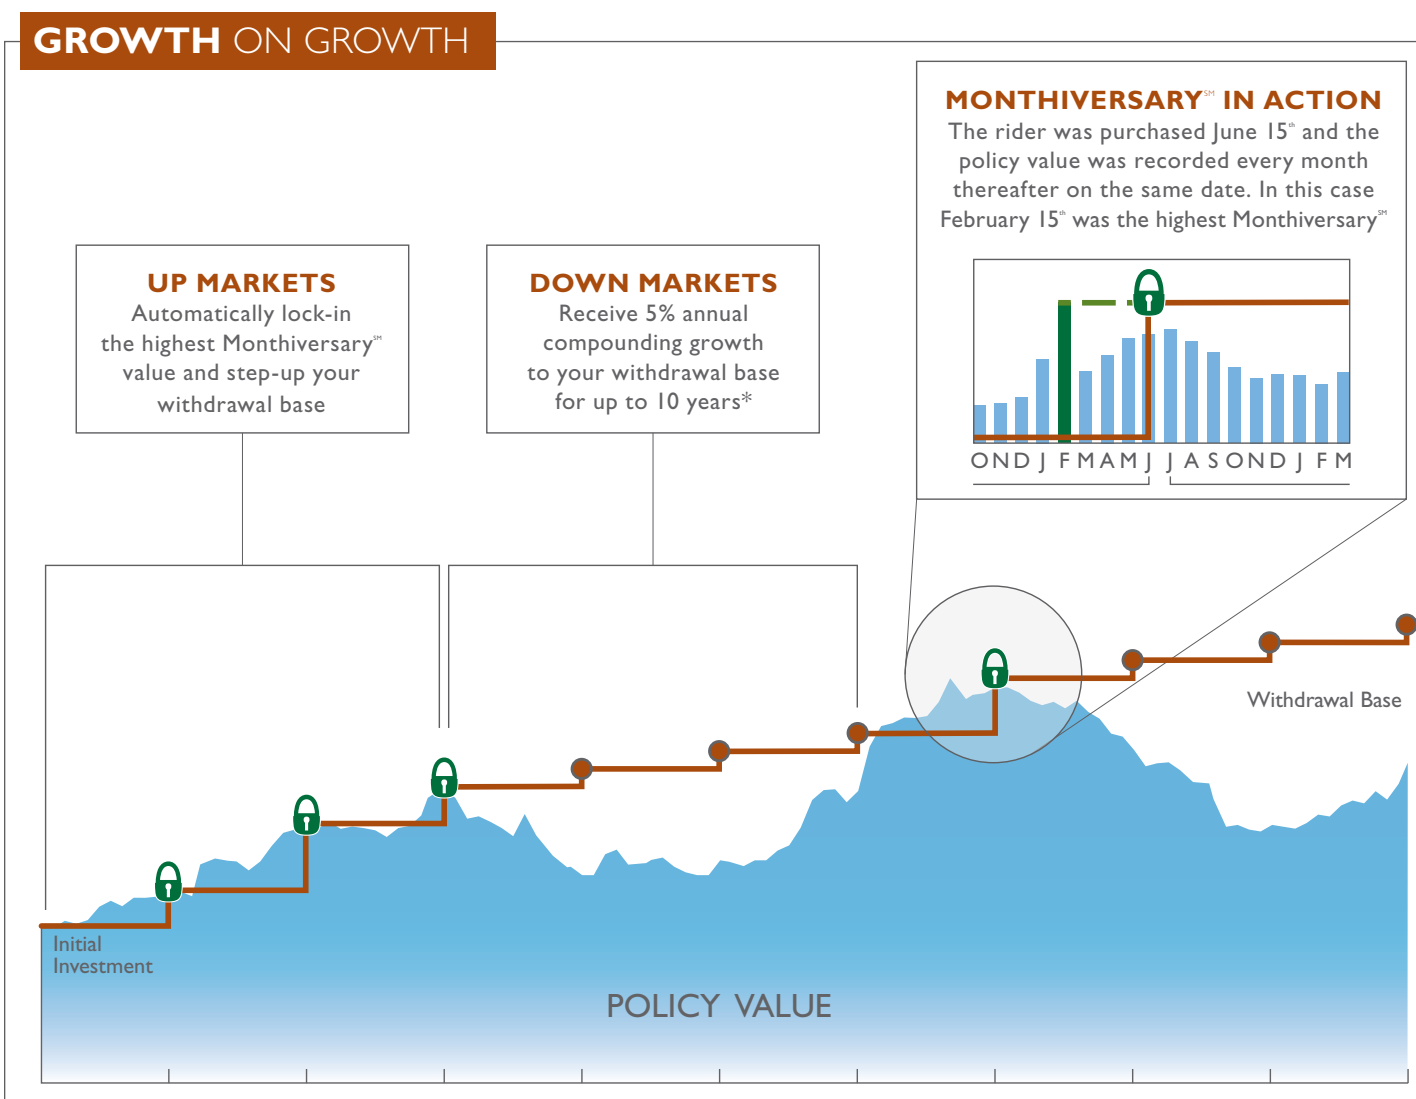 GROWTH ON GROWTH
MONTHIVERSARY℠ IN ACTION
The rider was purchased June 15th and the
policy value was recorded every month
thereafter on the same date. In this case
February 15th was the highest Monthiversary℠
UP MARKETS
Automatically lock-in
the highest Monthiversary℠
value and step-up your
withdrawal base
DOWN MARKETS
Receive 5% annual
compounding growth
to your withdrawal base
for up to 10 years*
O N D J F M A M J J A S O N D J F M
Withdrawal Base
Initial
Investment
POLICY VALUE